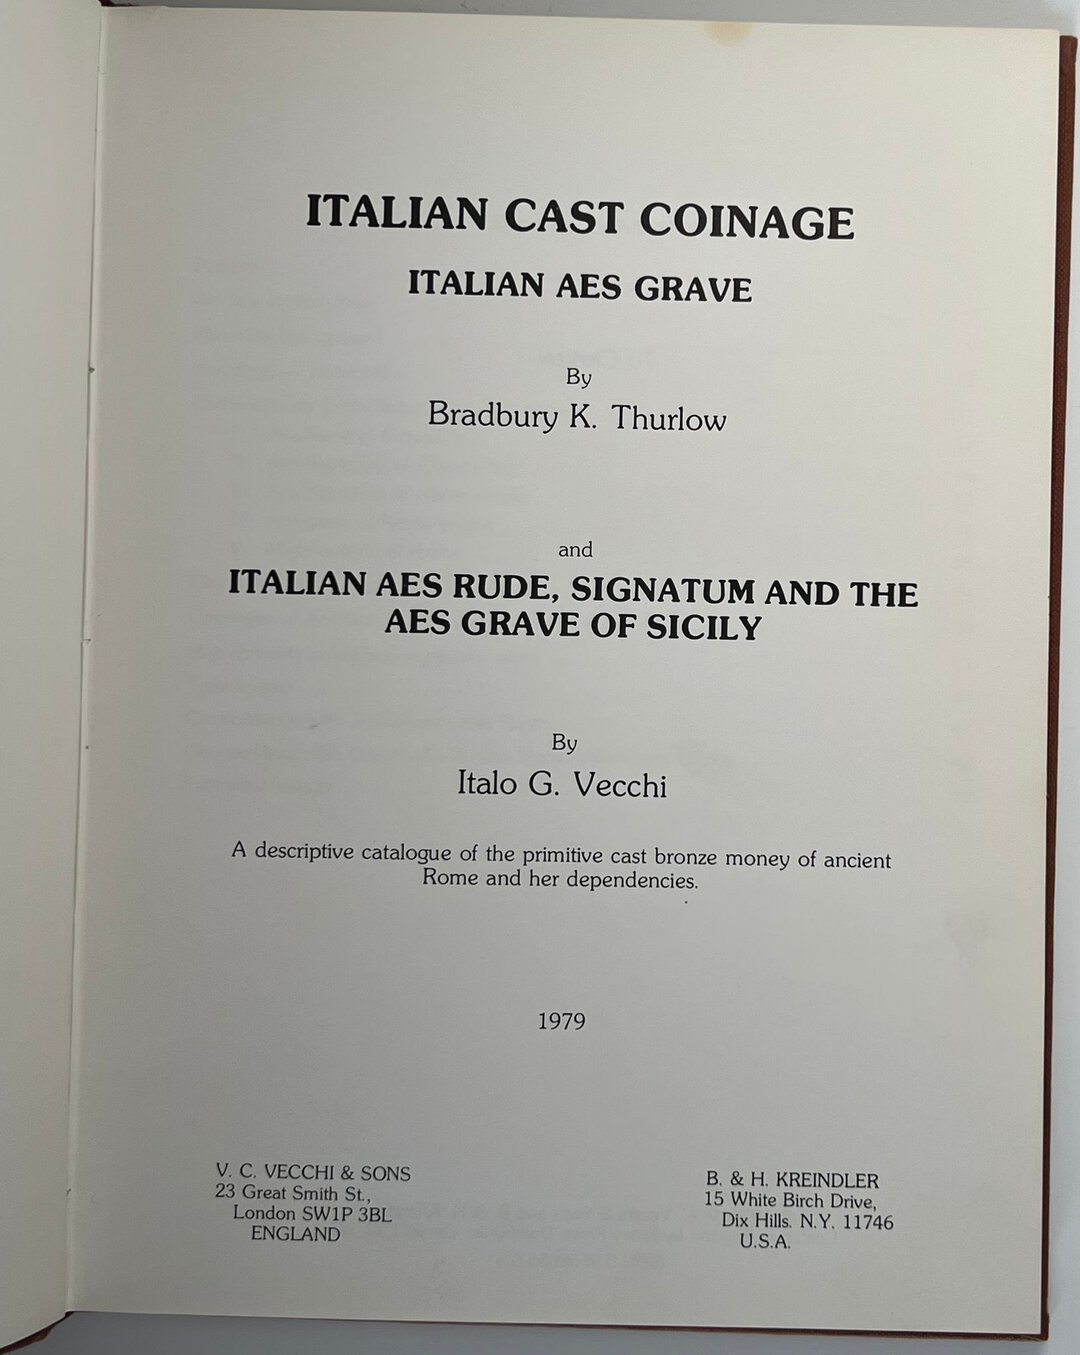 ITALIAN CAST COINAGE
ITALIAN AES GRAVE
By
Bradbury K. Thurlow
and
ITALIAN AES RUDE, SIGNATUM AND THE
AES GRAVE OF SICILY
By
Italo G. Vecchi
A descriptive catalogue of the primitive cast bronze money of ancient
Rome and her dependencies.
1979
V. C. VECCHI & SONS
23 Great Smith St.,
London SW1P 3BL
ENGLAND
B. & H. KREINDLER
15 White Birch Drive,
Dix Hills. N.Y. 11746
U.S.A.